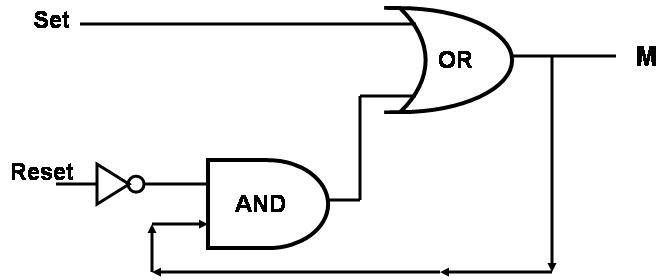 Set
OR
M
Reset
AND